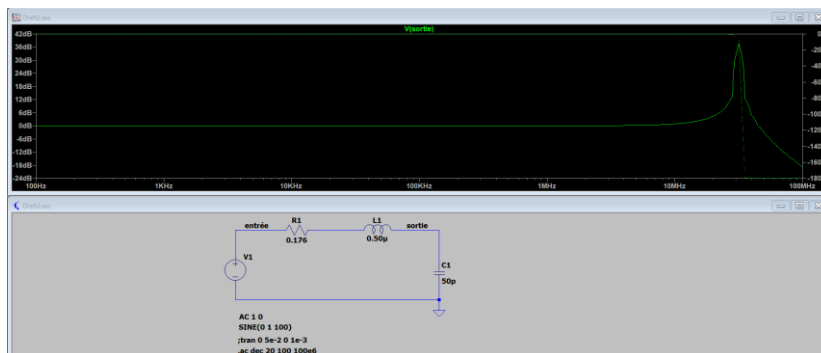 Draft2.asc
V(sortie)
42dB
36dB
30dB
24dB
18dB
12dB
6dB
0dB
-6dB
-12dB
-18dB
-24dB
0
-20
-40
-60
-80
-100
-120
-140
-160
-180
100Hz 1KHz 10KHz 100KHz 1MHz 10MHz 100MHz
Draft2.asc
entrée R1 L1 sortie
0.176 0.50µ
V1
C1
50p
AC 1 0
SINE(0 1 100)
;tran 0 5e-2 0 1e-3
.ac dec 20 100 100e6